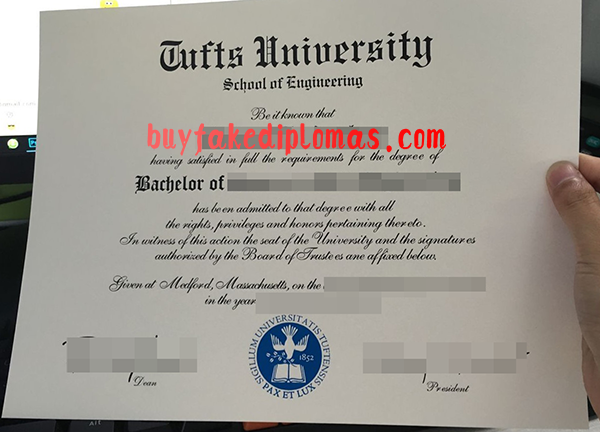 Tufts University
School of Engineering
Be it known that
buyfakediplomas.com
having satisfied in full the requirements for the degree of
Bachelor of
has been admitted to that degree with all
the rights, privileges and honors pertaining thereto.
In witness of this action the seat of the University and the signatures
authorized by the Board of Trustees ane affixed below.
Given at Medford, Massachusetts, on the
in the year
SIGILLUM UNIVERSITATIS TUFTENSIS
1852
PAX ET LUX
Dean
President